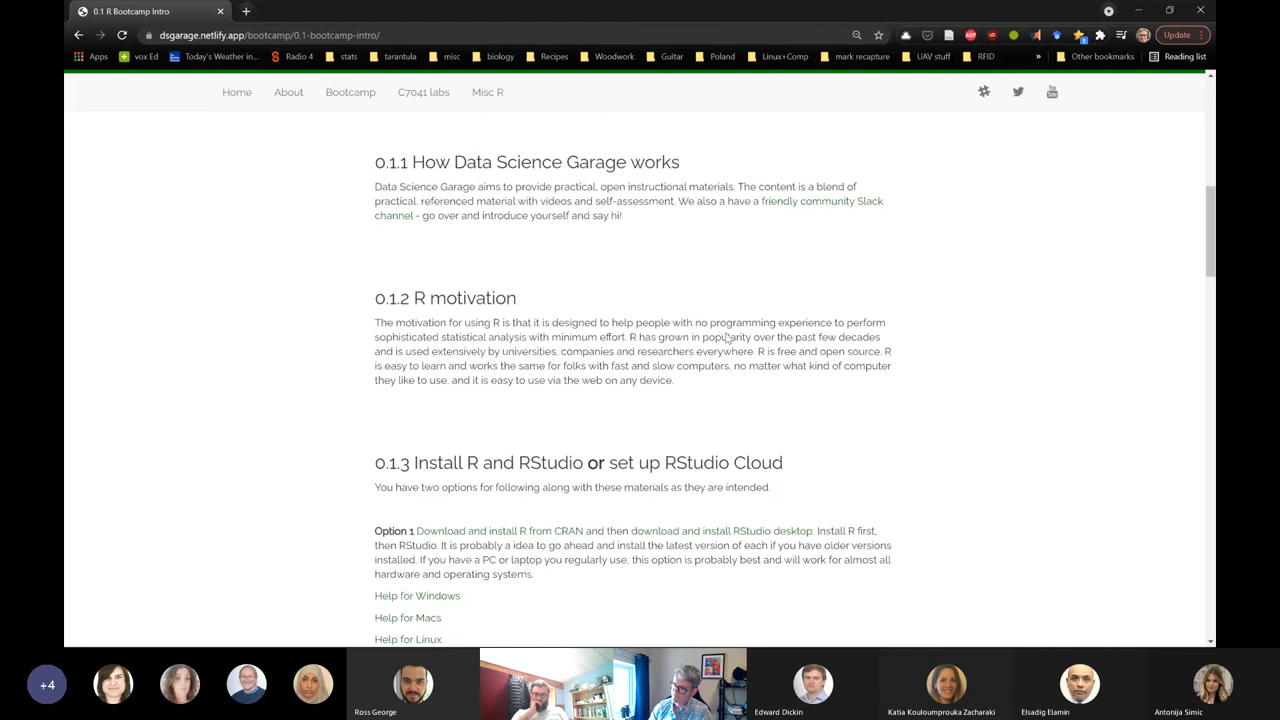 0.1 R Bootcamp Intro
dsgarage.netlify.app/bootcamp/0.1-bootcamp-intro/
Update
Apps
vox Ed
Today's Weather in...
Radio 4
stats
tarantula
misc
biology
Recipes
Woodwork
Guitar
Poland
Linux+Comp
mark recapture
UAV stuff
RFID
»
Other bookmarks
Reading list
Home
About
Bootcamp
C7041 labs
Misc R
0.1.1 How Data Science Garage works
Data Science Garage aims to provide practical, open instructional materials. The content is a blend of
practical, referenced material with videos and self-assessment. We also a have a friendly community Slack
channel - go over and introduce yourself and say hi!
0.1.2 R motivation
The motivation for using R is that it is designed to help people with no programming experience to perform
sophisticated statistical analysis with minimum effort. R has grown in popularity over the past few decades
and is used extensively by universities, companies and researchers everywhere. R is free and open source. R
is easy to learn and works the same for folks with fast and slow computers, no matter what kind of computer
they like to use, and it is easy to use via the web on any device.
0.1.3 Install R and RStudio or set up RStudio Cloud
You have two options for following along with these materials as they are intended.
Option 1 Download and install R from CRAN and then download and install RStudio desktop. Install R first,
then RStudio. It is probably a idea to go ahead and install the latest version of each if you have older versions
installed. If you have a PC or laptop you regularly use, this option is probably best and will work for almost all
hardware and operating systems.
Help for Windows
Help for Macs
Help for Linux
+4
Ross George
Edward Dickin
Katia Kouloumprouka Zacharaki
Elsadig Elamin
Antonija Simic